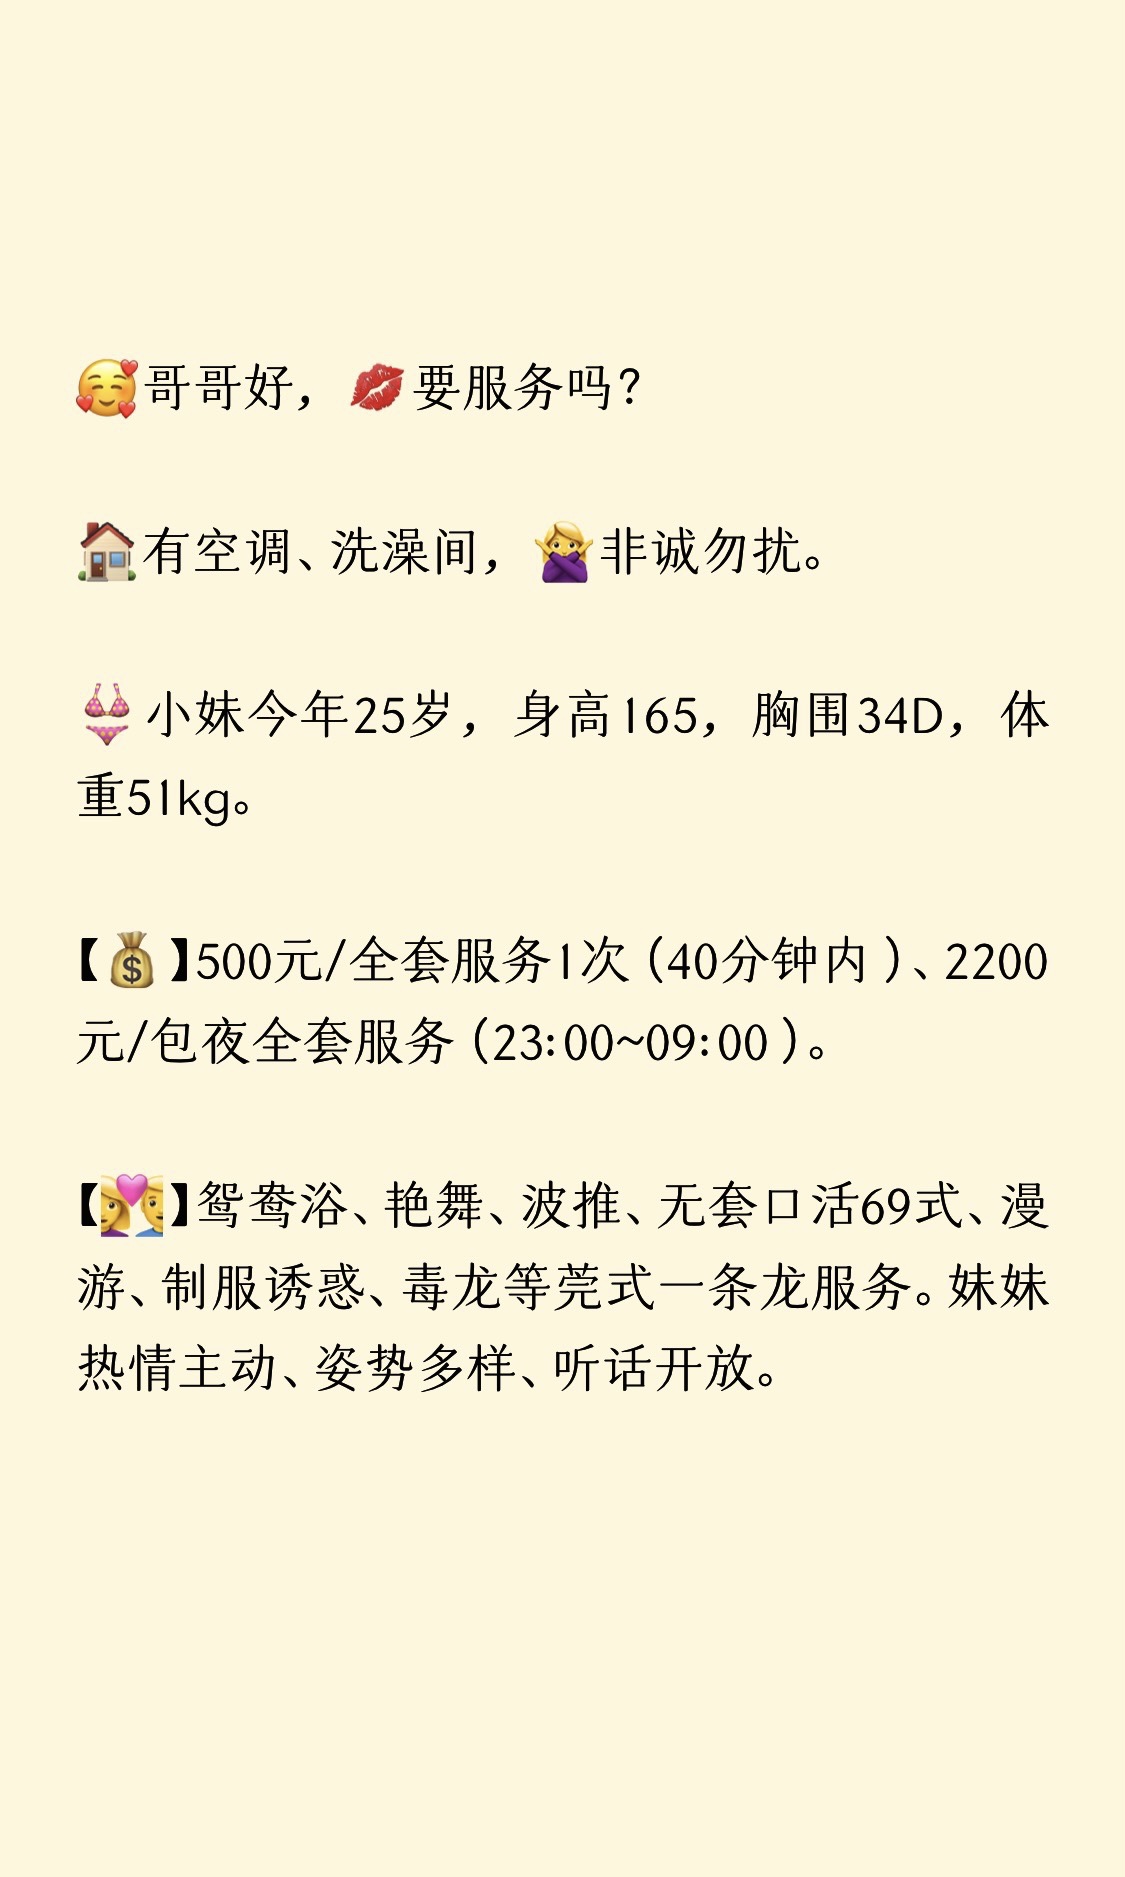 🥰哥哥好，💋要服务吗？
🏠有空调、洗澡间，🙅‍♀️非诚勿扰。
👙小妹今年25岁，身高165，胸围34D，体
重51kg。
【💰】500元/全套服务1次（40分钟内）、2200
元/包夜全套服务（23:00~09:00）。
【💑】鸳鸯浴、艳舞、波推、无套口活69式、漫
游、制服诱惑、毒龙等莞式一条龙服务。妹妹
热情主动、姿势多样、听话开放。